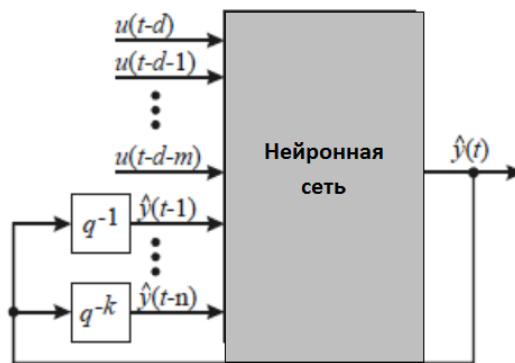 u(t-d)
u(t-d-1)
u(t-d-m)
Нейронная
сеть
ŷ(t)
q⁻¹
ŷ(t-1)
q⁻ᵏ
ŷ(t-n)